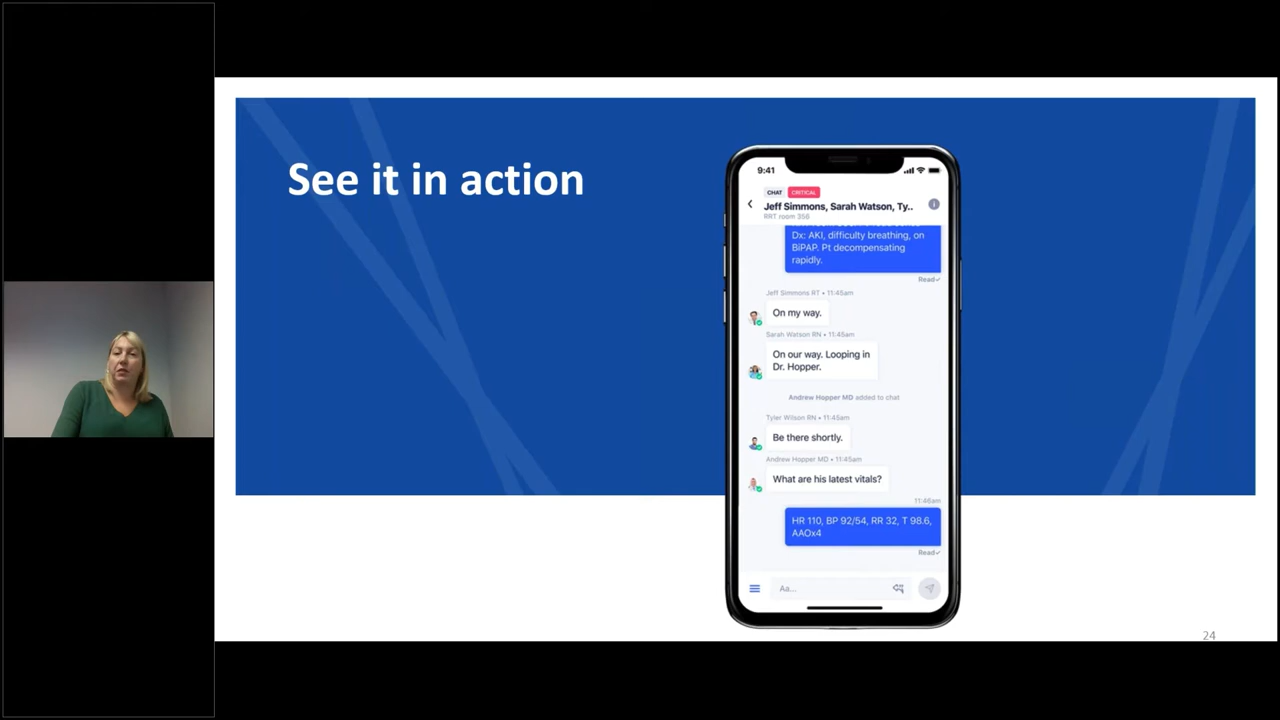 See it in action
9:41
CHAT CRITICAL
Jeff Simmons, Sarah Watson, Ty..
RRT room 356
Dx: AKI, difficulty breathing, on
BiPAP. Pt decompensating
rapidly.
Read✓
Jeff Simmons RT • 11:45am
On my way.
Sarah Watson RN • 11:45am
On our way. Looping in
Dr. Hopper.
Andrew Hopper MD added to chat
Tyler Wilson RN • 11:45am
Be there shortly.
Andrew Hopper MD • 11:45am
What are his latest vitals?
11:46am
HR 110, BP 92/54, RR 32, T 98.6,
AAOx4
Read✓
Aa...
24